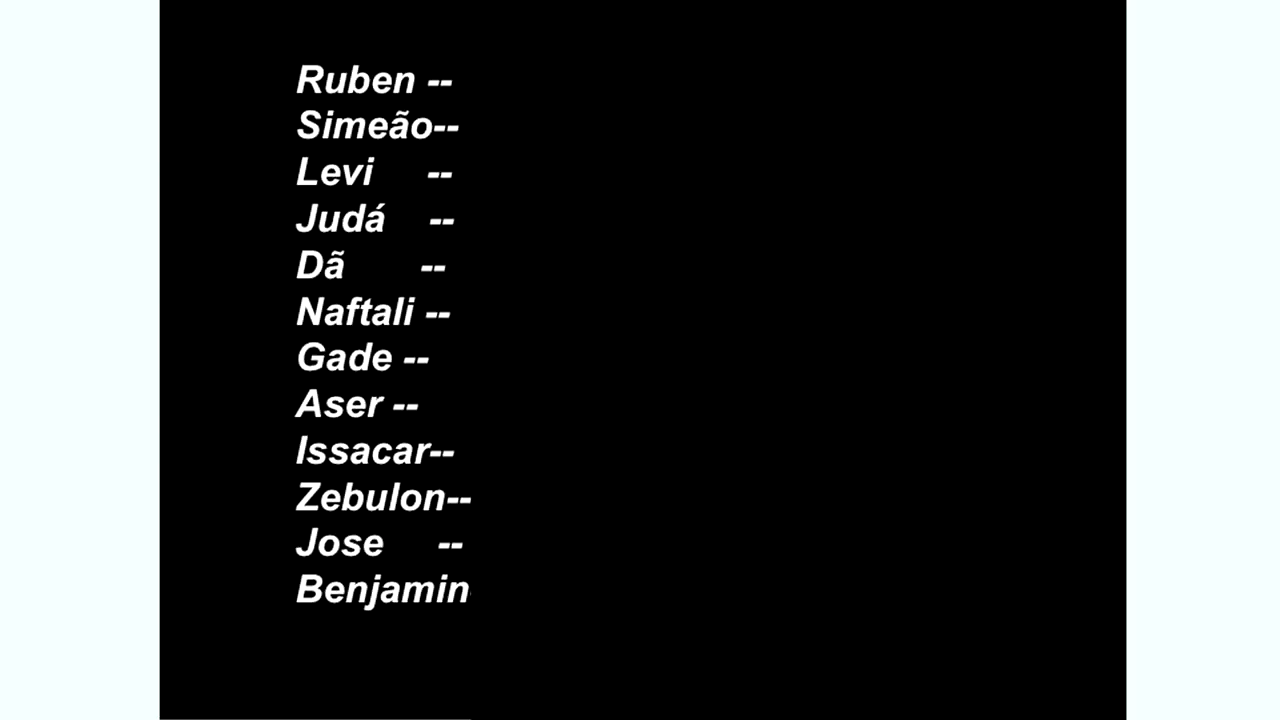 Ruben --
Simeão--
Levi --
Judá --
Dã --
Naftali --
Gade --
Aser --
Issacar--
Zebulon--
Jose --
Benjamin